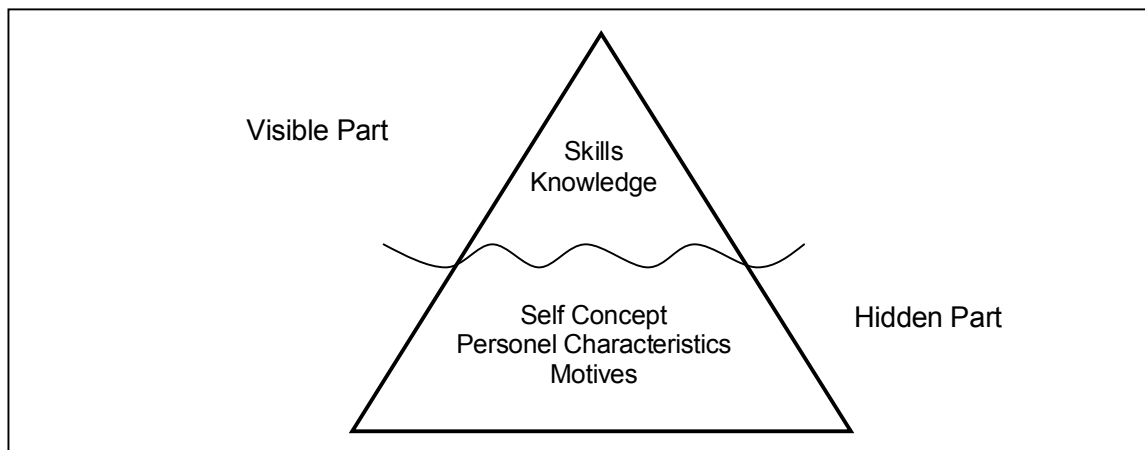 Visible Part
Skills
Knowledge
Self Concept
Personel Characteristics
Motives
Hidden Part